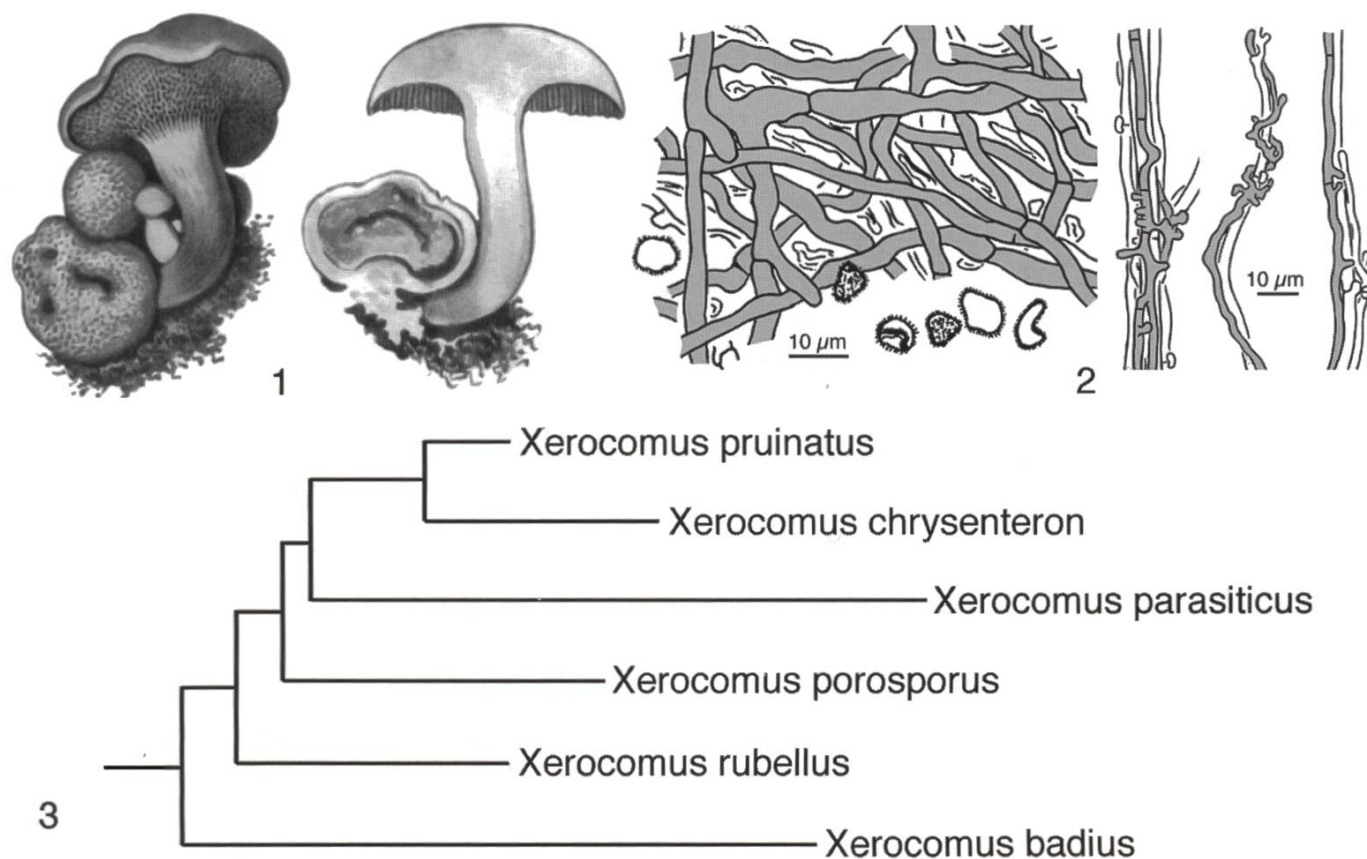 1
10 µm
2
10 µm
Xerocomus pruinatus
Xerocomus chrysenteron
Xerocomus parasiticus
Xerocomus porosporus
Xerocomus rubellus
3
Xerocomus badius